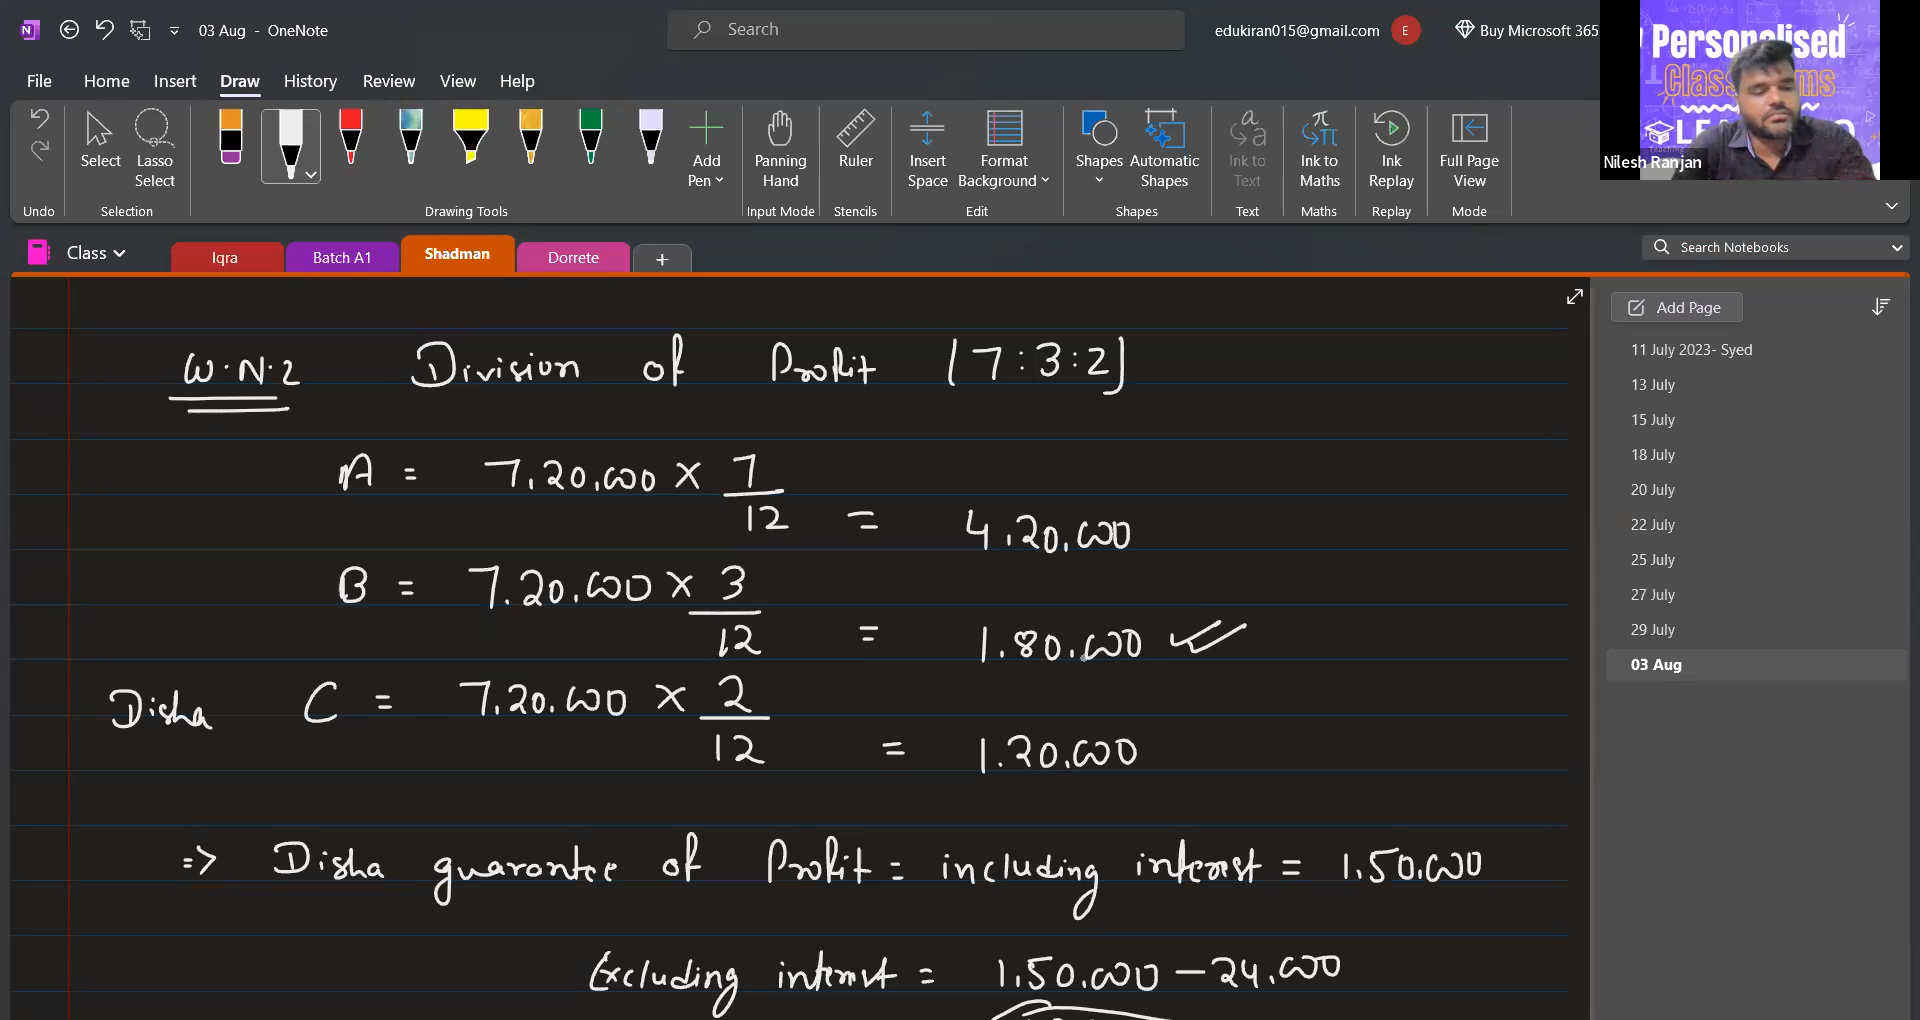 03 Aug - OneNote
Search
edukiran015@gmail.com
E
Buy Microsoft 365
Personalised
Nilesh Ranjan
File Home Insert Draw History Review View Help
Select
Lasso Select
Add Pen
Panning Hand
Ruler
Insert Space
Format Background
Shapes
Automatic Shapes
Ink to Text
Ink to Maths
Ink Replay
Full Page View
Undo Selection Drawing Tools Input Mode Stencils Edit Shapes Text Maths Replay Mode
Class
Iqra
Batch A1
Shadman
Dorrete
+
Search Notebooks
Add Page
11 July 2023- Syed
13 July
15 July
18 July
20 July
22 July
25 July
27 July
29 July
03 Aug
W.N.2 Division of Profit [7:3:2]
A = 7.20.000 × 7/12 = 4.20.000
B = 7.20.000 × 3/12 = 1.80.000
Disha C = 7.20.000 × 2/12 = 1.20.000
=> Disha guarantee of Profit = including interest = 1.50.000
Excluding interest = 1.50.000 - 24.000